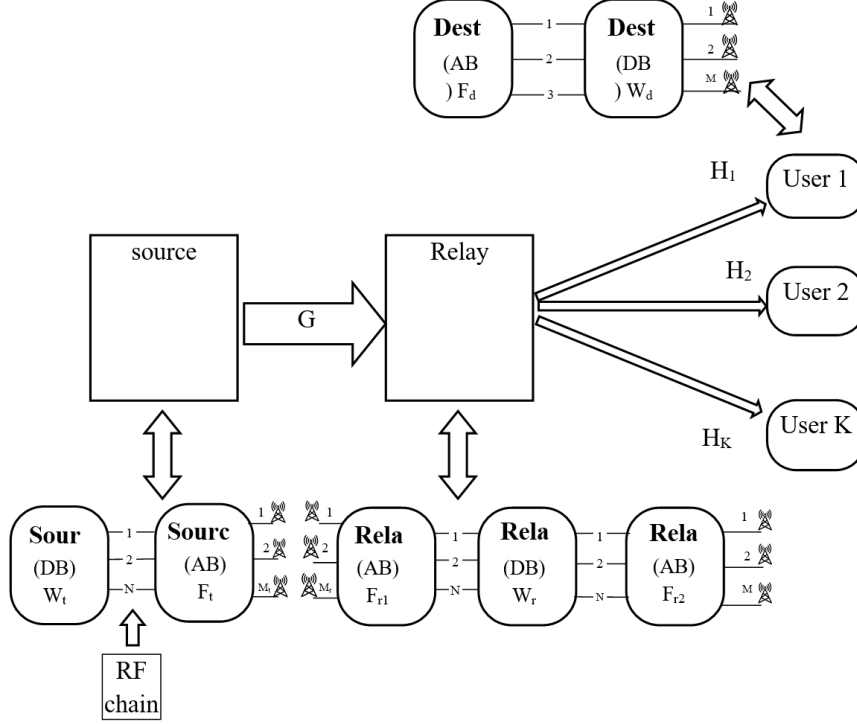 Dest
(AB
) F_d
1
2
3
Dest
(DB
) W_d
1
2
M
H_1
User 1
source
G
Relay
H_2
User 2
H_K
User K
Sour
(DB)
W_t
1
2
N
Sourc
(AB)
F_t
1
2
M_t
1
2
M_r
Rela
(AB)
F_r1
1
2
N
Rela
(DB)
W_r
1
2
N
Rela
(AB)
F_r2
1
2
M
RF
chain